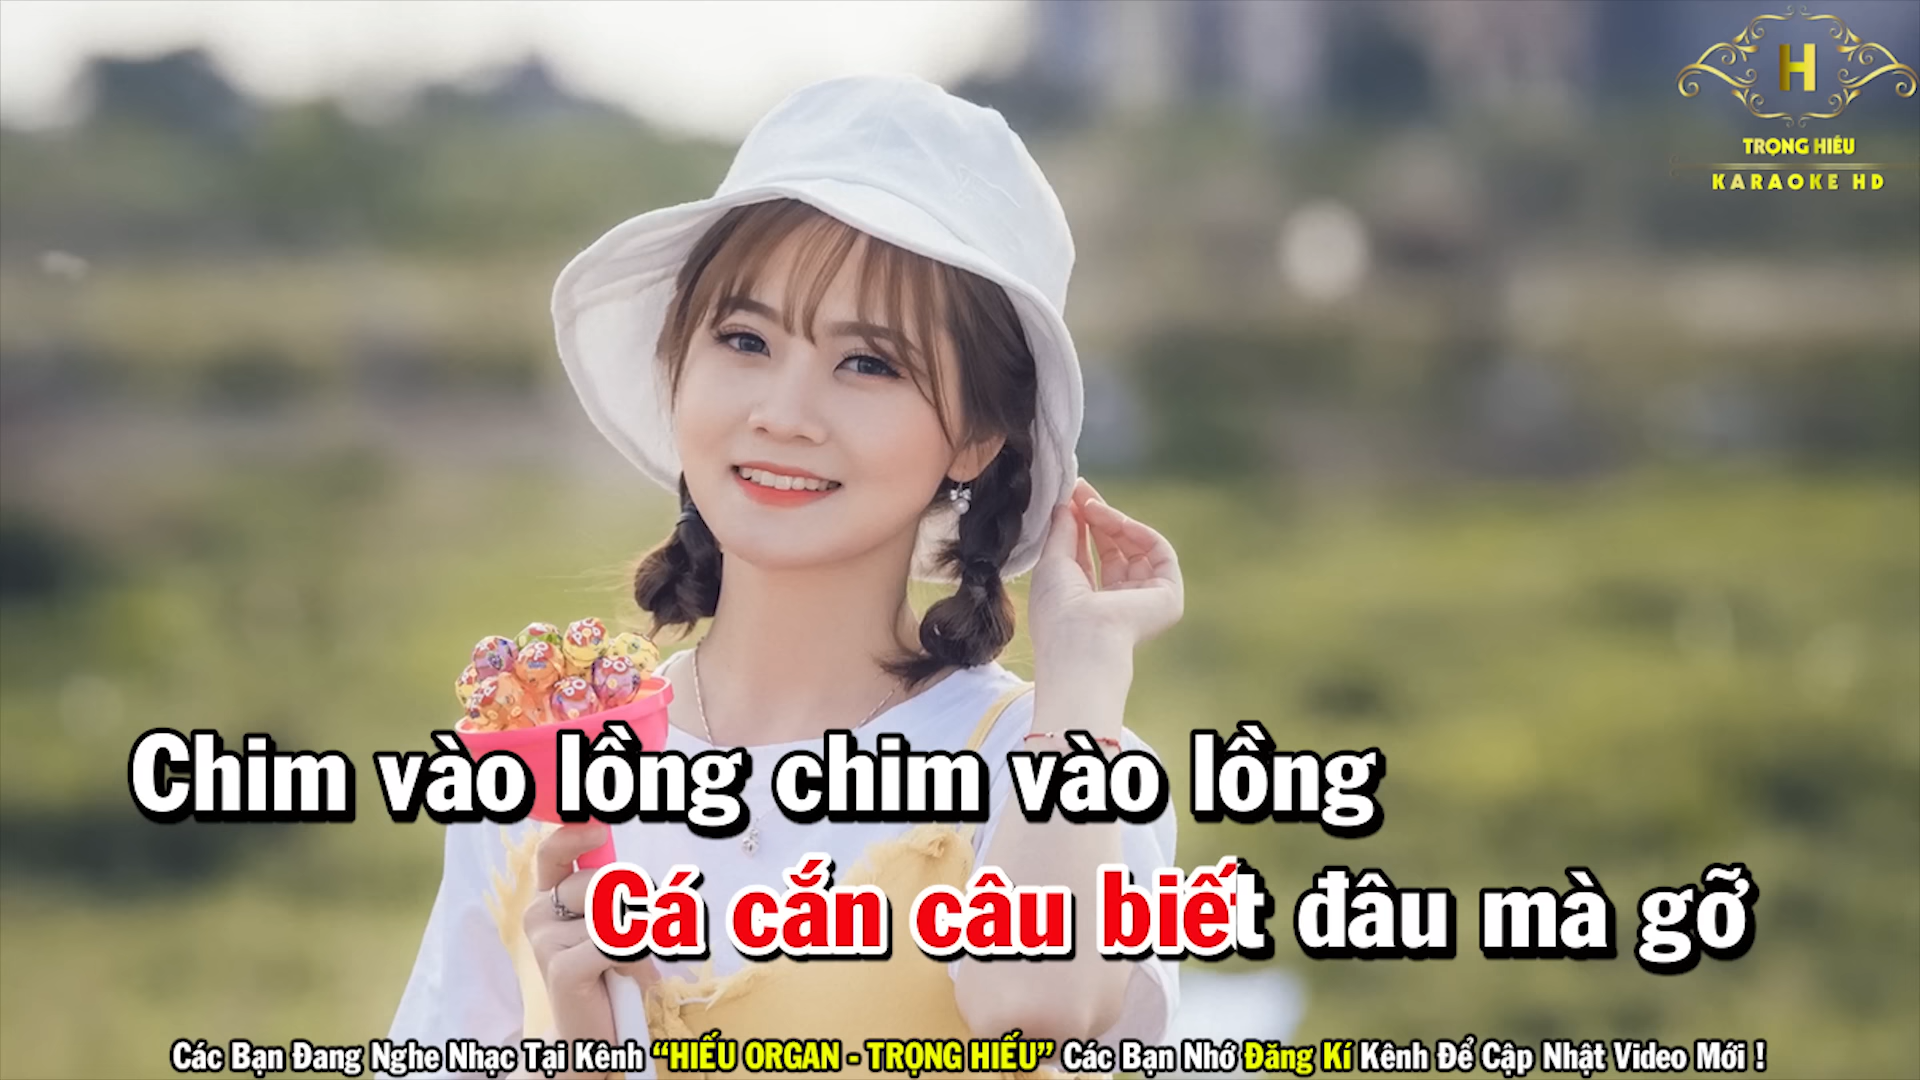 H
TRỌNG HIẾU
KARAOKE HD
Chim vào lồng chim vào lồng
Cá cắn câu biết đâu mà gỡ
Các Bạn Đang Nghe Nhạc Tại Kênh “HIẾU ORGAN - TRỌNG HIẾU” Các Bạn Nhớ Đăng Kí Kênh Để Cập Nhật Video Mới !